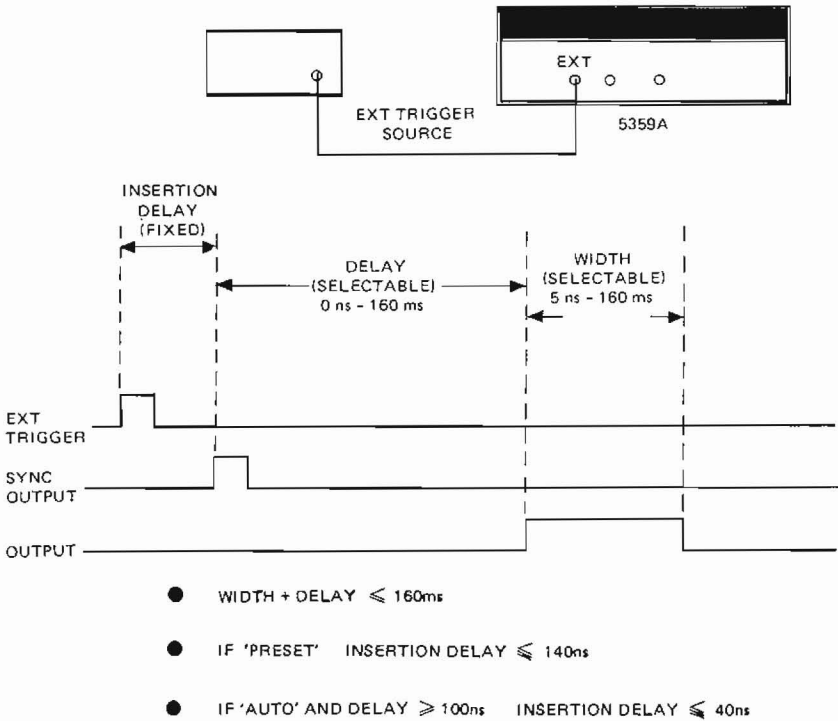 EXT
EXT TRIGGER
SOURCE
5359A
INSERTION
DELAY
(FIXED)
DELAY
(SELECTABLE)
0 ns - 160 ms
WIDTH
(SELECTABLE)
5 ns - 160 ms
EXT
TRIGGER
SYNC
OUTPUT
OUTPUT
● WIDTH + DELAY ⩽ 160ms
● IF 'PRESET' INSERTION DELAY ⩽ 140ns
● IF 'AUTO' AND DELAY ⩾ 100ns INSERTION DELAY ⩽ 40ns